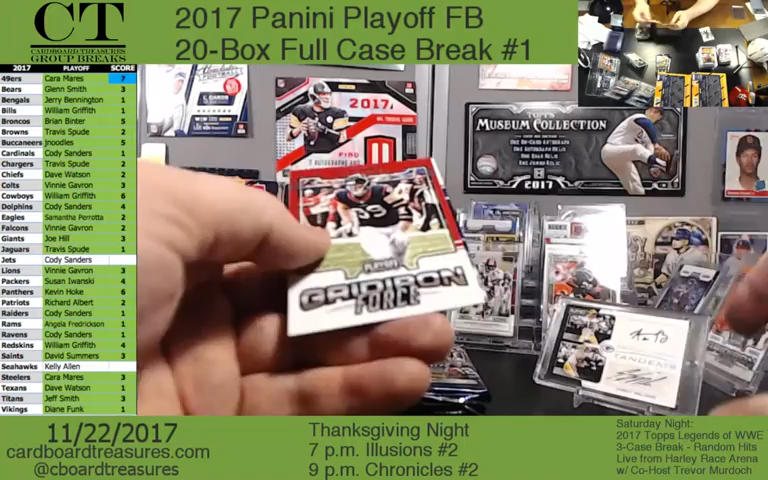 CT
CARDBOARD TREASURES
GROUP BREAKS
2017 Panini Playoff FB
20-Box Full Case Break #1
2017 PLAYOFF SCORE
49ers Cara Mares 7
Bears Glenn Smith 3
Bengals Jerry Bennington 1
Bills William Griffith 1
Broncos Brian Binter 5
Browns Travis Spude 2
Buccaneers Jnoodles 5
Cardinals Cody Sanders 1
Chargers Travis Spude 2
Chiefs Dave Watson 2
Colts Vinnie Gavron 3
Cowboys William Griffith 6
Dolphins Cody Sanders 4
Eagles Samantha Perrotta 2
Falcons Vinnie Gavron 2
Giants Joe Hill 3
Jaguars Travis Spude 1
Jets Cody Sanders
Lions Vinnie Gavron 3
Packers Susan Iwanski 4
Panthers Kevin Hoke 6
Patriots Richard Albert 2
Raiders Cody Sanders 1
Rams Angela Fredrickson 1
Ravens Cody Sanders 1
Redskins William Griffith 4
Saints David Summers 3
Seahawks Kelly Allen
Steelers Cara Mares 3
Texans Dave Watson 1
Titans Jeff Smith 3
Vikings Diane Funk 1
2017
TOPPS
MUSEUM COLLECTION
2017
PLAYOFF
GRIDIRON
FORCE
TANDEMS
11/22/2017
cardboardtreasures.com
@cboardtreasures
Thanksgiving Night
7 p.m. Illusions #2
9 p.m. Chronicles #2
Saturday Night:
2017 Topps Legends of WWE
3-Case Break - Random Hits
Live from Harley Race Arena
w/ Co-Host Trevor Murdoch